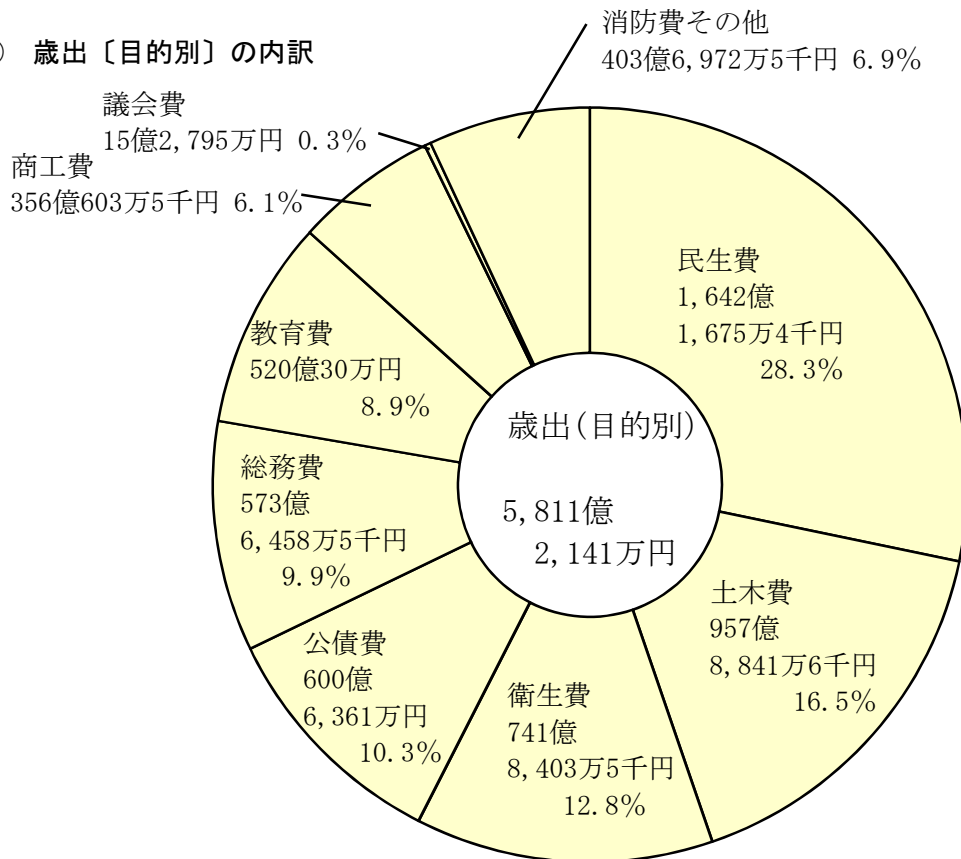 歳出〔目的別〕の内訳
消防費その他
403億6,972万5千円 6.9%
議会費
15億2,795万円 0.3%
商工費
356億603万5千円 6.1%
民生費
1,642億
1,675万4千円
28.3%
教育費
520億30万円
8.9%
歳出(目的別)
5,811億
2,141万円
総務費
573億
6,458万5千円
9.9%
土木費
957億
8,841万6千円
16.5%
公債費
600億
6,361万円
10.3%
衛生費
741億
8,403万5千円
12.8%